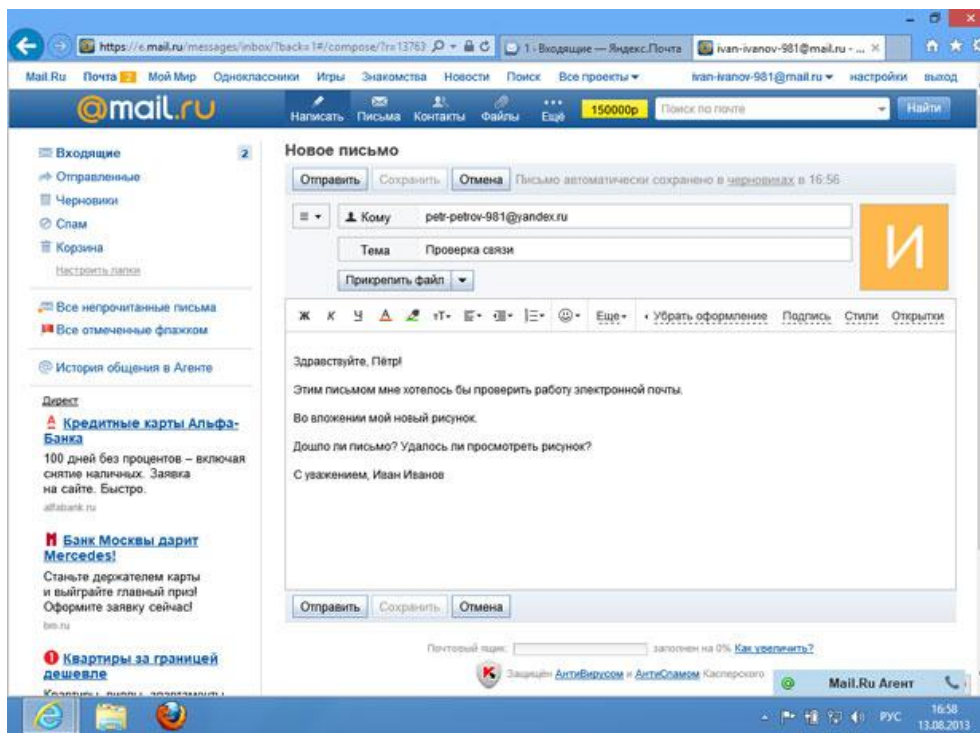 https://e.mail.ru/messages/inbox/?back=1#/compose/?r=13763
1 · Входящие — Яндекс.Почта
ivan-ivanov-981@mail.ru - ...
Mail.Ru Почта 2 Мой Мир Одноклассники Игры Знакомства Новости Поиск Все проекты
ivan-ivanov-981@mail.ru настройки выход
@mail.ru
Написать Письма Контакты Файлы Ещё 150000р Поиск по почте Найти
Входящие 2
Отправленные
Черновики
Спам
Корзина
Настроить папки
Все непрочитанные письма
Все отмеченные флажком
История общения в Агенте
Директ
Кредитные карты Альфа-
Банка
100 дней без процентов – включая
снятие наличных. Заявка
на сайте. Быстро.
alfabank.ru
Банк Москвы дарит
Mercedes!
Станьте держателем карты
и выйграйте главный приз!
Оформите заявку сейчас!
bm.ru
Квартиры за границей
дешевле
Квартиры, виллы, апартаменты
Новое письмо
Отправить Сохранить Отмена Письмо автоматически сохранено в черновиках в 16:56
Кому petr-petrov-981@yandex.ru
Тема Проверка связи
И
Прикрепить файл
Ж К Ч А тТ Еще Убрать оформление Подпись Стили Открытки
Здравствуйте, Пётр!
Этим письмом мне хотелось бы проверить работу электронной почты.
Во вложении мой новый рисунок.
Дошло ли письмо? Удалось ли просмотреть рисунок?
С уважением, Иван Иванов
Отправить Сохранить Отмена
Почтовый ящик: заполнен на 0% Как увеличить?
Защищён АнтиВирусом и АнтиСпамом Касперского
Mail.Ru Агент
РУС 16:58
13.08.2013